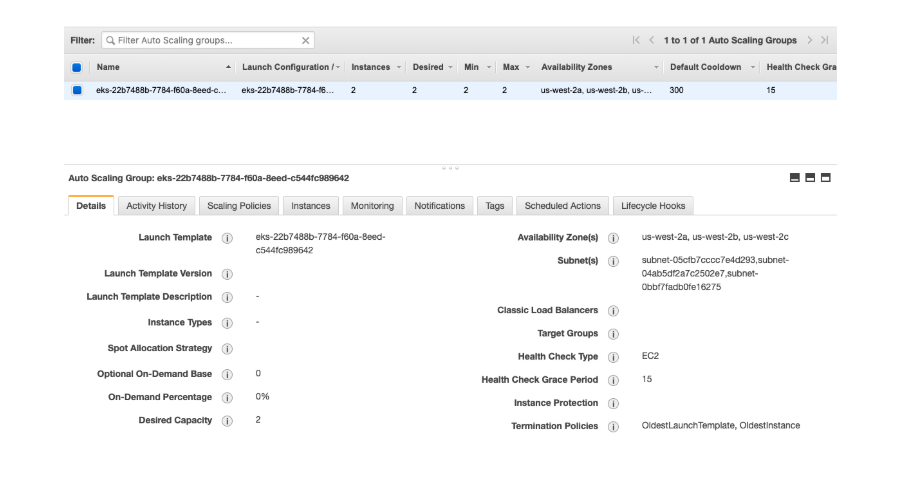 Filter: Filter Auto Scaling groups... 1 to 1 of 1 Auto Scaling Groups
Name Launch Configuration / Instances Desired Min Max Availability Zones Default Cooldown Health Check Gra
eks-22b7488b-7784-f60a-8eed-c... eks-22b7488b-7784-f6... 2 2 2 2 us-west-2a, us-west-2b, us-... 300 15
Auto Scaling Group: eks-22b7488b-7784-f60a-8eed-c544fc989642
Details Activity History Scaling Policies Instances Monitoring Notifications Tags Scheduled Actions Lifecycle Hooks
Launch Template eks-22b7488b-7784-f60a-8eed-
c544fc989642
Launch Template Version
Launch Template Description -
Instance Types -
Spot Allocation Strategy
Optional On-Demand Base 0
On-Demand Percentage 0%
Desired Capacity 2
Availability Zone(s) us-west-2a, us-west-2b, us-west-2c
Subnet(s) subnet-05cfb7cccc7e4d293,subnet-
04ab5df2a7c2502e7,subnet-
0bbf7fadb0fe16275
Classic Load Balancers
Target Groups
Health Check Type EC2
Health Check Grace Period 15
Instance Protection
Termination Policies OldestLaunchTemplate, OldestInstance